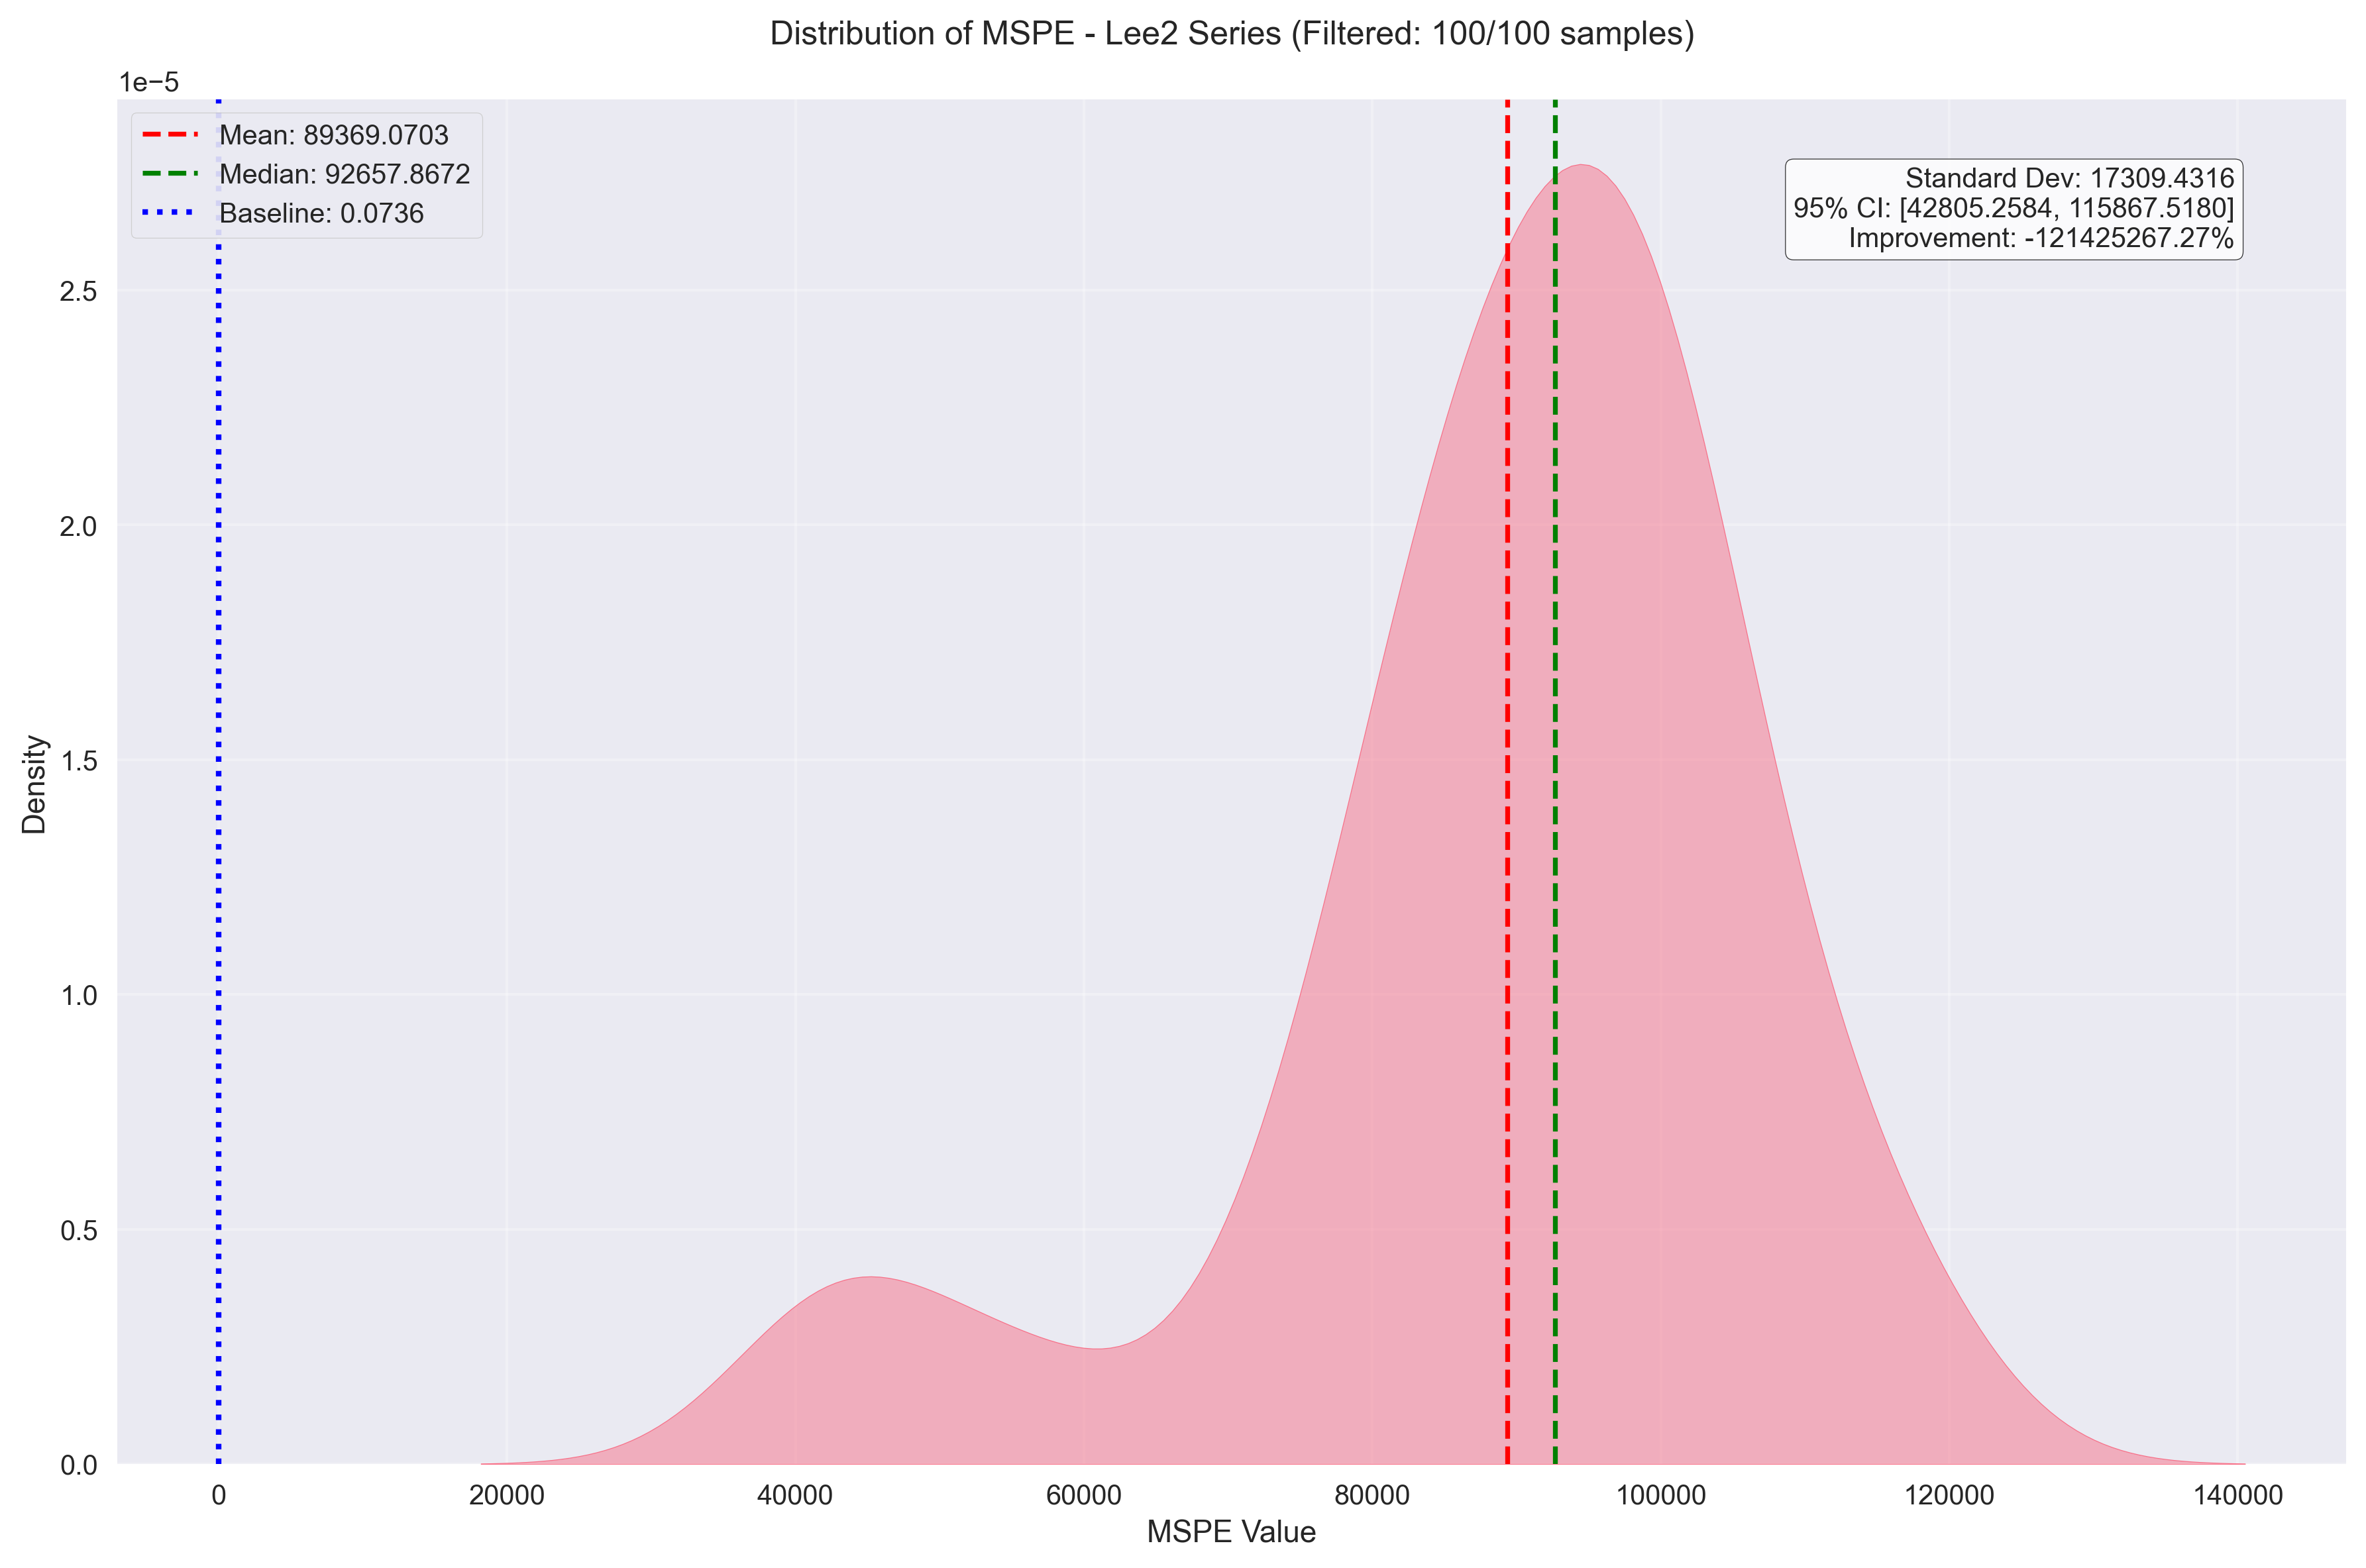 Distribution of MSPE - Lee2 Series (Filtered: 100/100 samples)
1e−5
Mean: 89369.0703
Median: 92657.8672
Baseline: 0.0736
Standard Dev: 17309.4316
95% CI: [42805.2584, 115867.5180]
Improvement: -121425267.27%
2.5
2.0
1.5
1.0
0.5
0.0
Density
0 20000 40000 60000 80000 100000 120000 140000
MSPE Value